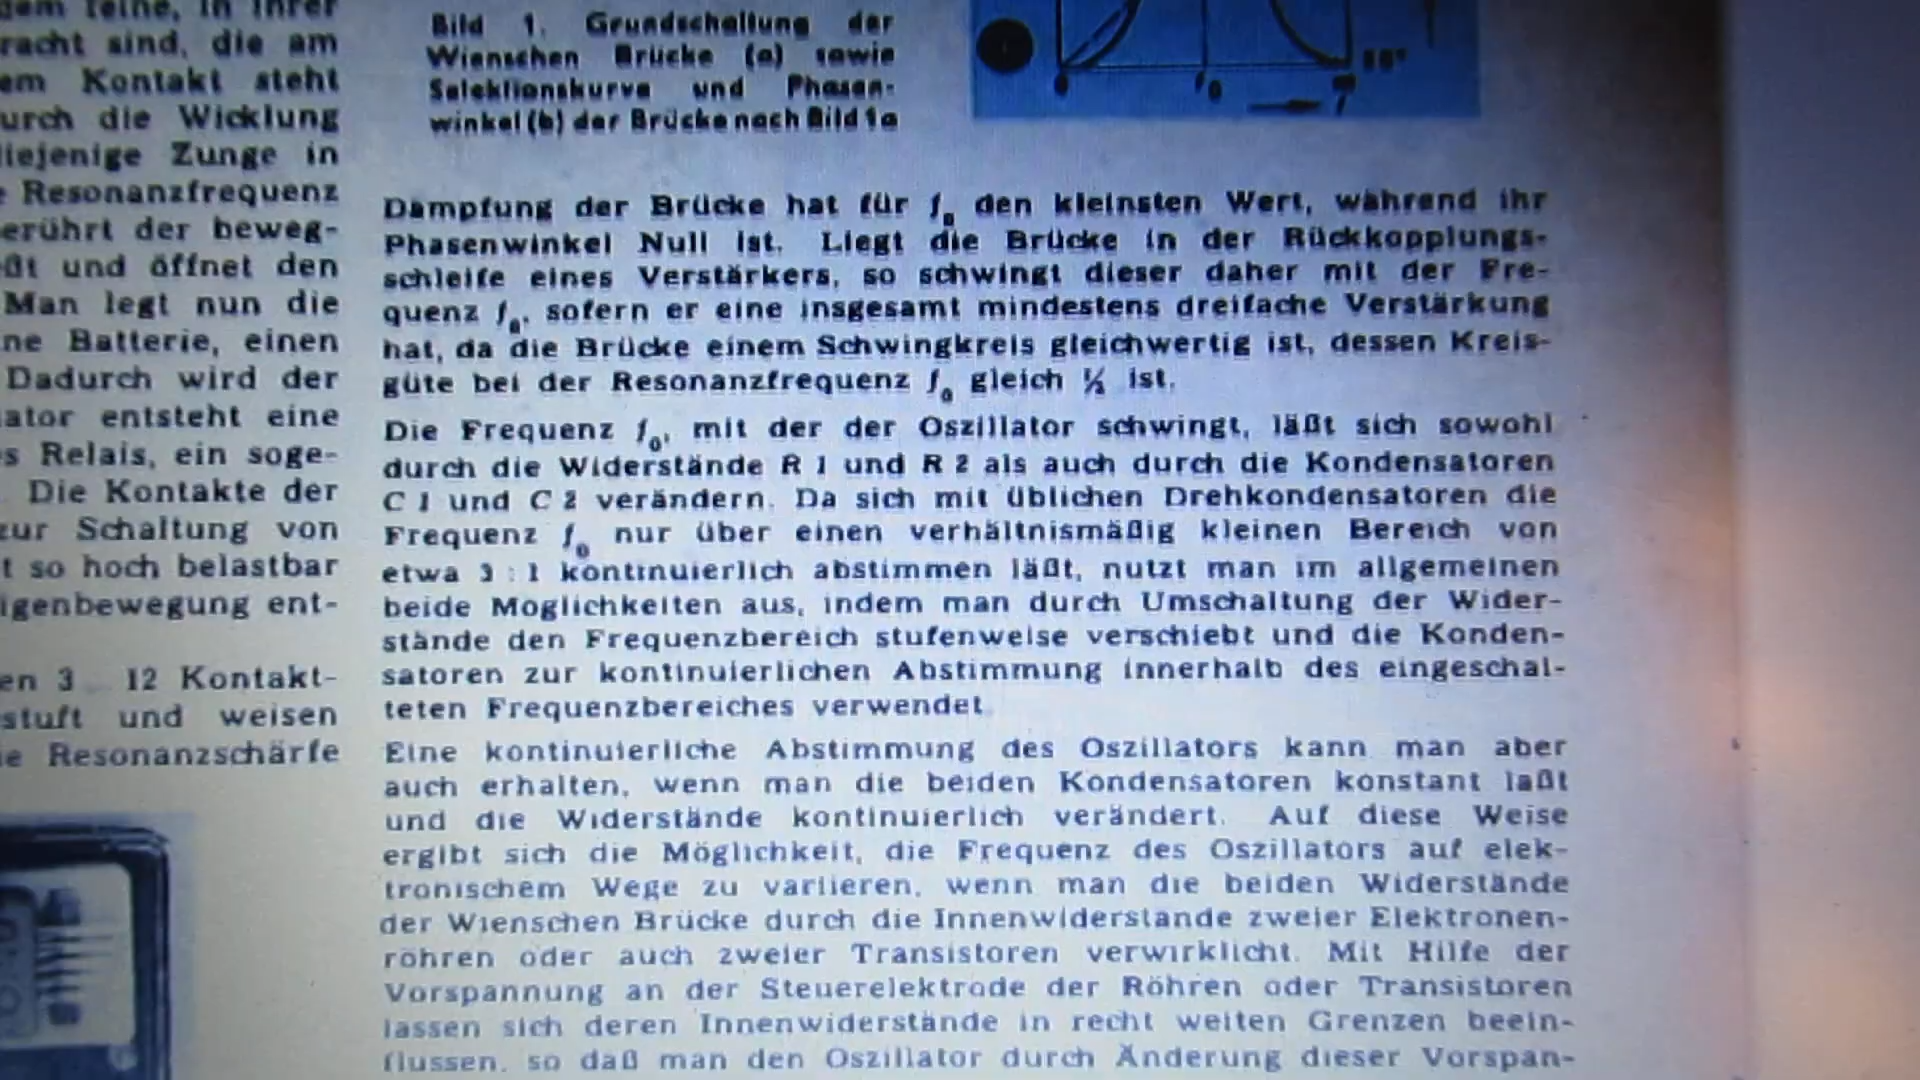 dem feine, in ihrer
racht sind, die am
em Kontakt steht
urch die Wicklung
liejenige Zunge in
e Resonanzfrequenz
erührt der beweg-
ßt und öffnet den
Man legt nun die
ne Batterie, einen
Dadurch wird der
ator entsteht eine
s Relais, ein soge-
Die Kontakte der
zur Schaltung von
t so hoch belastbar
igenbewegung ent-
en 3 12 Kontakt-
stuft und weisen
ie Resonanzschärfe
Bild 1. Grundschaltung der
Wienschen Brücke (a) sowie
Selektionskurve und Phasen-
winkel (b) der Brücke nach Bild 1a
0
f₀
f
Dämpfung der Brücke hat für f₀ den kleinsten Wert, während ihr
Phasenwinkel Null ist. Liegt die Brücke in der Rückkopplungs-
schleife eines Verstärkers, so schwingt dieser daher mit der Fre-
quenz f₀, sofern er eine insgesamt mindestens dreifache Verstärkung
hat, da die Brücke einem Schwingkreis gleichwertig ist, dessen Kreis-
güte bei der Resonanzfrequenz f₀ gleich ⅓ ist.
Die Frequenz f₀, mit der der Oszillator schwingt, läßt sich sowohl
durch die Widerstände R 1 und R 2 als auch durch die Kondensatoren
C 1 und C 2 verändern. Da sich mit üblichen Drehkondensatoren die
Frequenz f₀ nur über einen verhältnismäßig kleinen Bereich von
etwa 3 : 1 kontinuierlich abstimmen läßt, nutzt man im allgemeinen
beide Möglichkeiten aus, indem man durch Umschaltung der Wider-
stände den Frequenzbereich stufenweise verschiebt und die Konden-
satoren zur kontinuierlichen Abstimmung innerhalb des eingeschal-
teten Frequenzbereiches verwendet
Eine kontinuierliche Abstimmung des Oszillators kann man aber
auch erhalten, wenn man die beiden Kondensatoren konstant läßt
und die Widerstände kontinuierlich verändert. Auf diese Weise
ergibt sich die Möglichkeit, die Frequenz des Oszillators auf elek-
tronischem Wege zu variieren, wenn man die beiden Widerstände
der Wienschen Brücke durch die Innenwiderstände zweier Elektronen-
röhren oder auch zweier Transistoren verwirklicht. Mit Hilfe der
Vorspannung an der Steuerelektrode der Röhren oder Transistoren
lassen sich deren Innenwiderstände in recht weiten Grenzen beein-
flussen, so daß man den Oszillator durch Änderung dieser Vorspan-